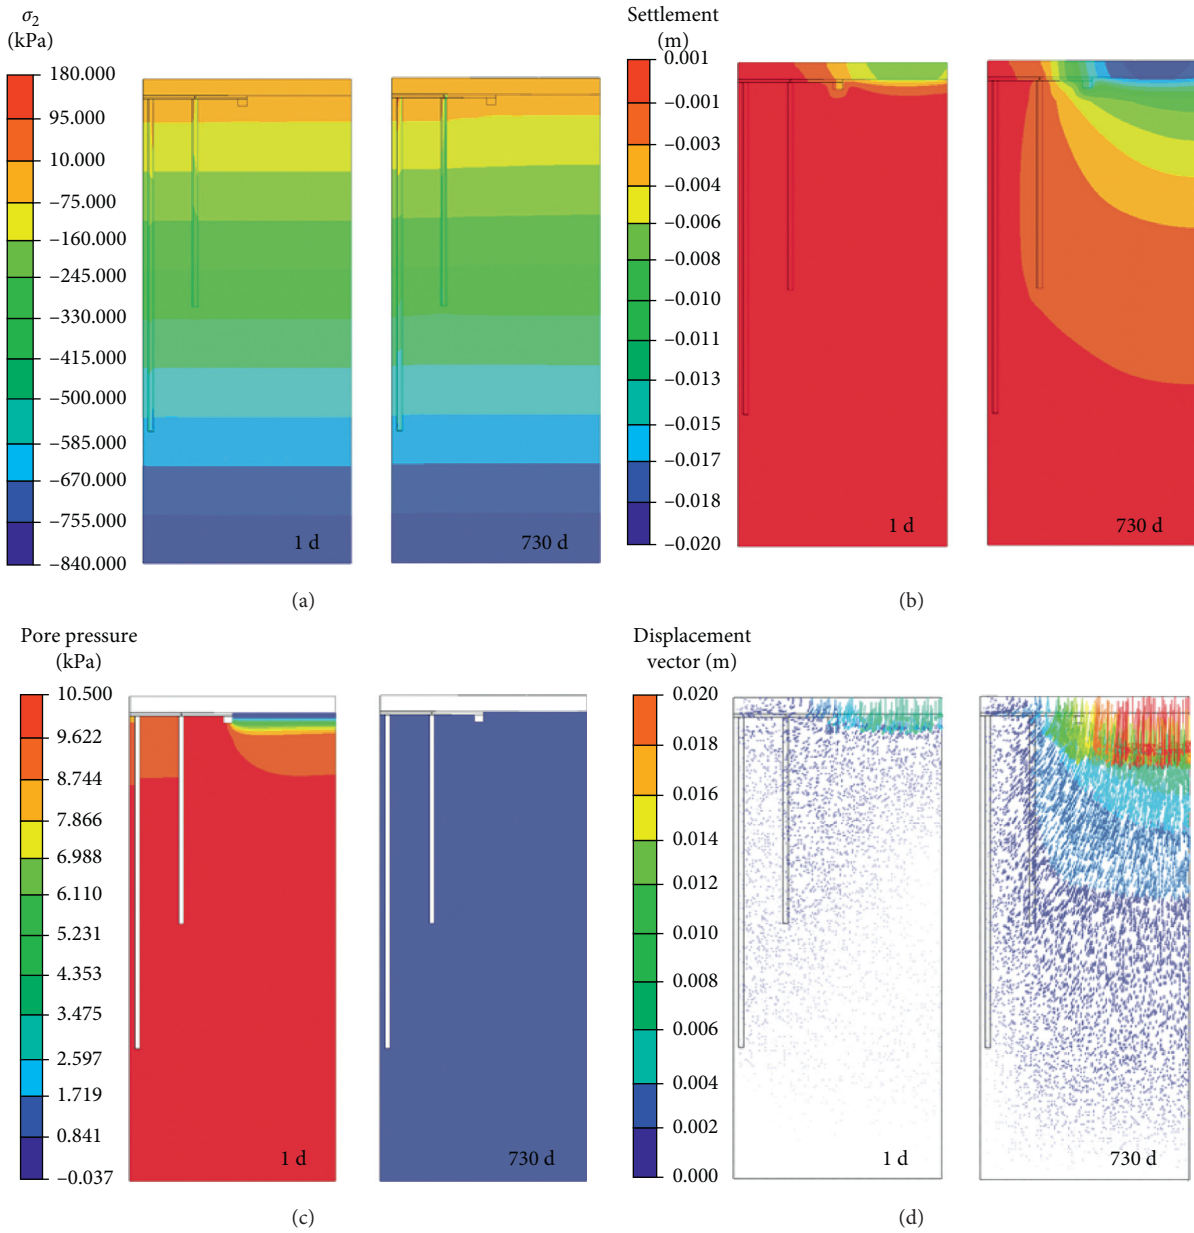 σ2
(kPa)
180.000
95.000
10.000
–75.000
–160.000
–245.000
–330.000
–415.000
–500.000
–585.000
–670.000
–755.000
–840.000
1 d
730 d
(a)
Settlement
(m)
0.001
–0.001
–0.003
–0.004
–0.006
–0.008
–0.010
–0.011
–0.013
–0.015
–0.017
–0.018
–0.020
1 d
730 d
(b)
Pore pressure
(kPa)
10.500
9.622
8.744
7.866
6.988
6.110
5.231
4.353
3.475
2.597
1.719
0.841
–0.037
1 d
730 d
(c)
Displacement
vector (m)
0.020
0.018
0.016
0.014
0.012
0.010
0.008
0.006
0.004
0.002
0.000
1 d
730 d
(d)